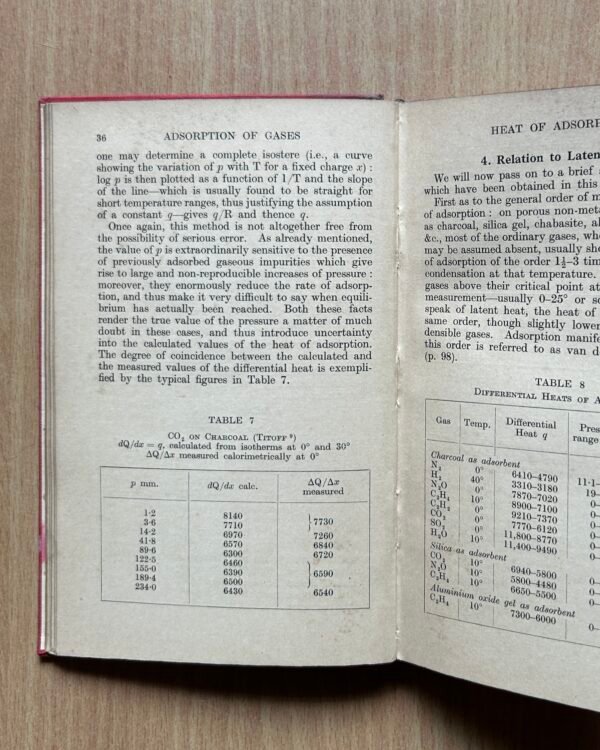 36 ADSORPTION OF GASES
one may determine a complete isostere (i.e., a curve
showing the variation of p with T for a fixed charge x) :
log p is then plotted as a function of 1/T and the slope
of the line—which is usually found to be straight for
short temperature ranges, thus justifying the assumption
of a constant q—gives q/R and thence q.
Once again, this method is not altogether free from
the possibility of serious error. As already mentioned,
the value of p is extraordinarily sensitive to the presence
of previously adsorbed gaseous impurities which give
rise to large and non-reproducible increases of pressure :
moreover, they enormously reduce the rate of adsorp-
tion, and thus make it very difficult to say when equili-
brium has actually been reached. Both these facts
render the true value of the pressure a matter of much
doubt in these cases, and thus introduce uncertainty
into the calculated values of the heat of adsorption.
The degree of coincidence between the calculated and
the measured values of the differential heat is exempli-
fied by the typical figures in Table 7.
TABLE 7
CO₂ ON CHARCOAL (TITOFF ⁹)
dQ/dx = q, calculated from isotherms at 0° and 30°
ΔQ/Δx measured calorimetrically at 0°
p mm. dQ/dx calc. ΔQ/Δx measured
1·2 8140
3·6 7710 7730
14·2 6970 7260
41·8 6570 6840
89·6 6300 6720
122·5 6460
155·0 6390 6590
189·4 6500
234·0 6430 6540
HEAT OF
4. Relation to
We will now pass on to a brief
which have been obtained in this
First as to the general order of
of adsorption : on porous
as charcoal, silica gel, chabasite,
&c., most of the ordinary gases,
may be assumed absent, usually
of adsorption of the order 1½–3
condensation at that temperature.
gases above their critical point at
measurement—usually 0–25° or
speak of latent heat, the heat of
same order, though slightly
densible gases. Adsorption
this order is referred to as van
(p. 98).
TABLE 8
DIFFERENTIAL HEATS OF
Gas Temp. Differential Heat q range
Charcoal as adsorbent
N₂ 0° 6410–4790
H₂ 40° 3310–3180
N₂O 0° 7870–7020
10° 8900–7100
0° 9210–7370
CO₂ 0° 7770–6120
SO₂ 0° 11,800–8770
H₂O 10° 11,400–9490
Silica as adsorbent
CO₂ 10° 6940–5800
N₂O 10° 5800–4480
C₂H₄ 10° 6650–5500
Aluminium oxide gel as adsorbent
C₂H₄ 10° 7300–6000